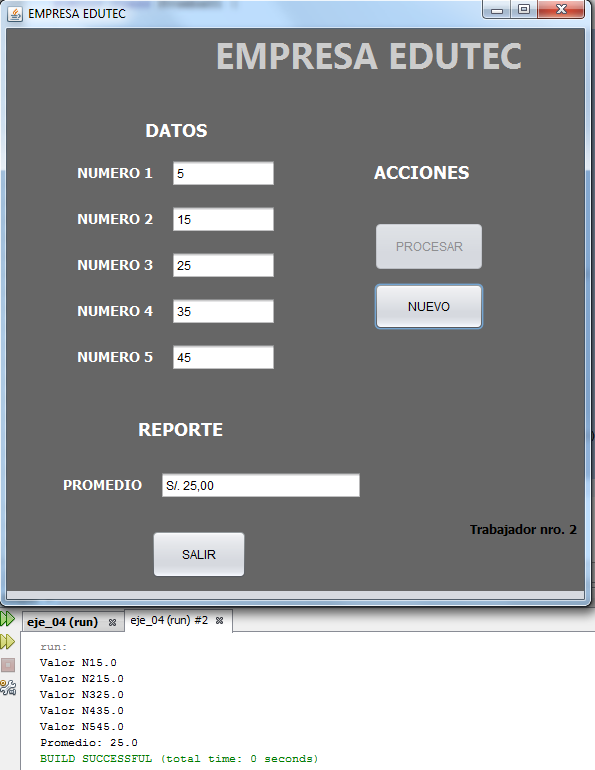 EMPRESA EDUTEC
EMPRESA EDUTEC
DATOS
NUMERO 1 5
ACCIONES
NUMERO 2 15
PROCESAR
NUMERO 3 25
NUEVO
NUMERO 4 35
NUMERO 5 45
REPORTE
PROMEDIO S/. 25,00
Trabajador nro. 2
SALIR
eje_04 (run) eje_04 (run) #2
run:
Valor N15.0
Valor N215.0
Valor N325.0
Valor N435.0
Valor N545.0
Promedio: 25.0
BUILD SUCCESSFUL (total time: 0 seconds)